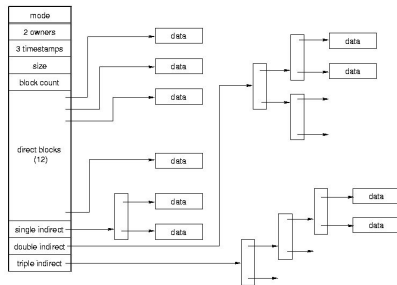 mode
2 owners
3 timestamps
size
block count
direct blocks
(12)
single indirect
double indirect
triple indirect
data
data
data
data
data
data
data
data
data
data